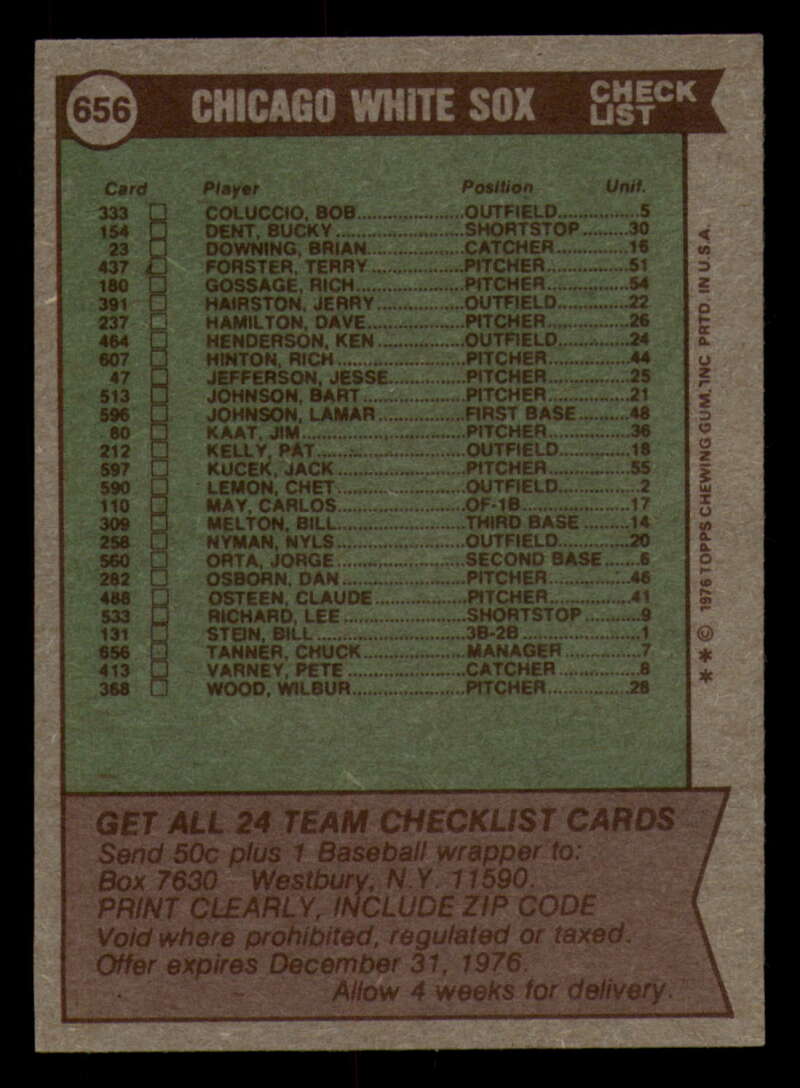 656 CHICAGO WHITE SOX CHECK LIST
Card Player Position Unif.
333 COLUCCIO, BOB OUTFIELD 5
154 DENT, BUCKY SHORTSTOP 30
23 DOWNING, BRIAN CATCHER 16
437 FORSTER, TERRY PITCHER 51
180 GOSSAGE, RICH PITCHER 54
391 HAIRSTON, JERRY OUTFIELD 22
237 HAMILTON, DAVE PITCHER 26
464 HENDERSON, KEN OUTFIELD 24
607 HINTON, RICH PITCHER 44
47 JEFFERSON, JESSE PITCHER 25
513 JOHNSON, BART PITCHER 21
596 JOHNSON, LAMAR FIRST BASE 48
80 KAAT, JIM PITCHER 36
212 KELLY, PAT OUTFIELD 18
597 KUCEK, JACK PITCHER 55
590 LEMON, CHET OUTFIELD 2
110 MAY, CARLOS OF-1B 17
309 MELTON, BILL THIRD BASE 14
258 NYMAN, NYLS OUTFIELD 20
560 ORTA, JORGE SECOND BASE 6
282 OSBORN, DAN PITCHER 46
488 OSTEEN, CLAUDE PITCHER 41
533 RICHARD, LEE SHORTSTOP 9
131 STEIN, BILL 3B-2B 1
656 TANNER, CHUCK MANAGER 7
413 VARNEY, PETE CATCHER 8
368 WOOD, WILBUR PITCHER 28
* * © 1976 TOPPS CHEWING GUM, INC PRTD. IN U.S.A.
GET ALL 24 TEAM CHECKLIST CARDS
Send 50c plus 1 Baseball wrapper to:
Box 7630 Westbury, N.Y. 11590.
PRINT CLEARLY, INCLUDE ZIP CODE
Void where prohibited, regulated or taxed.
Offer expires December 31, 1976.
Allow 4 weeks for delivery.